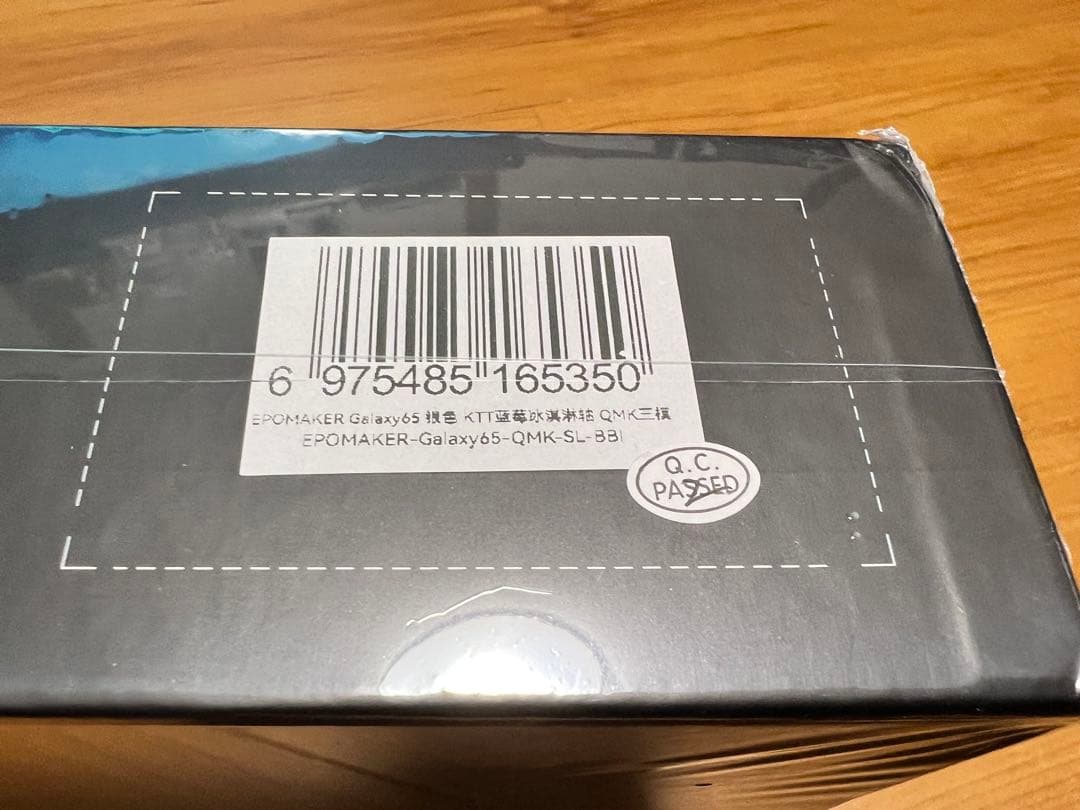 6 975485 165350
EPOMAKER Galaxy65 银色 KTT蓝莓冰淇淋轴 QMK三模
EPOMAKER-Galaxy65-QMK-SL-BBI
Q.C.
PASSED